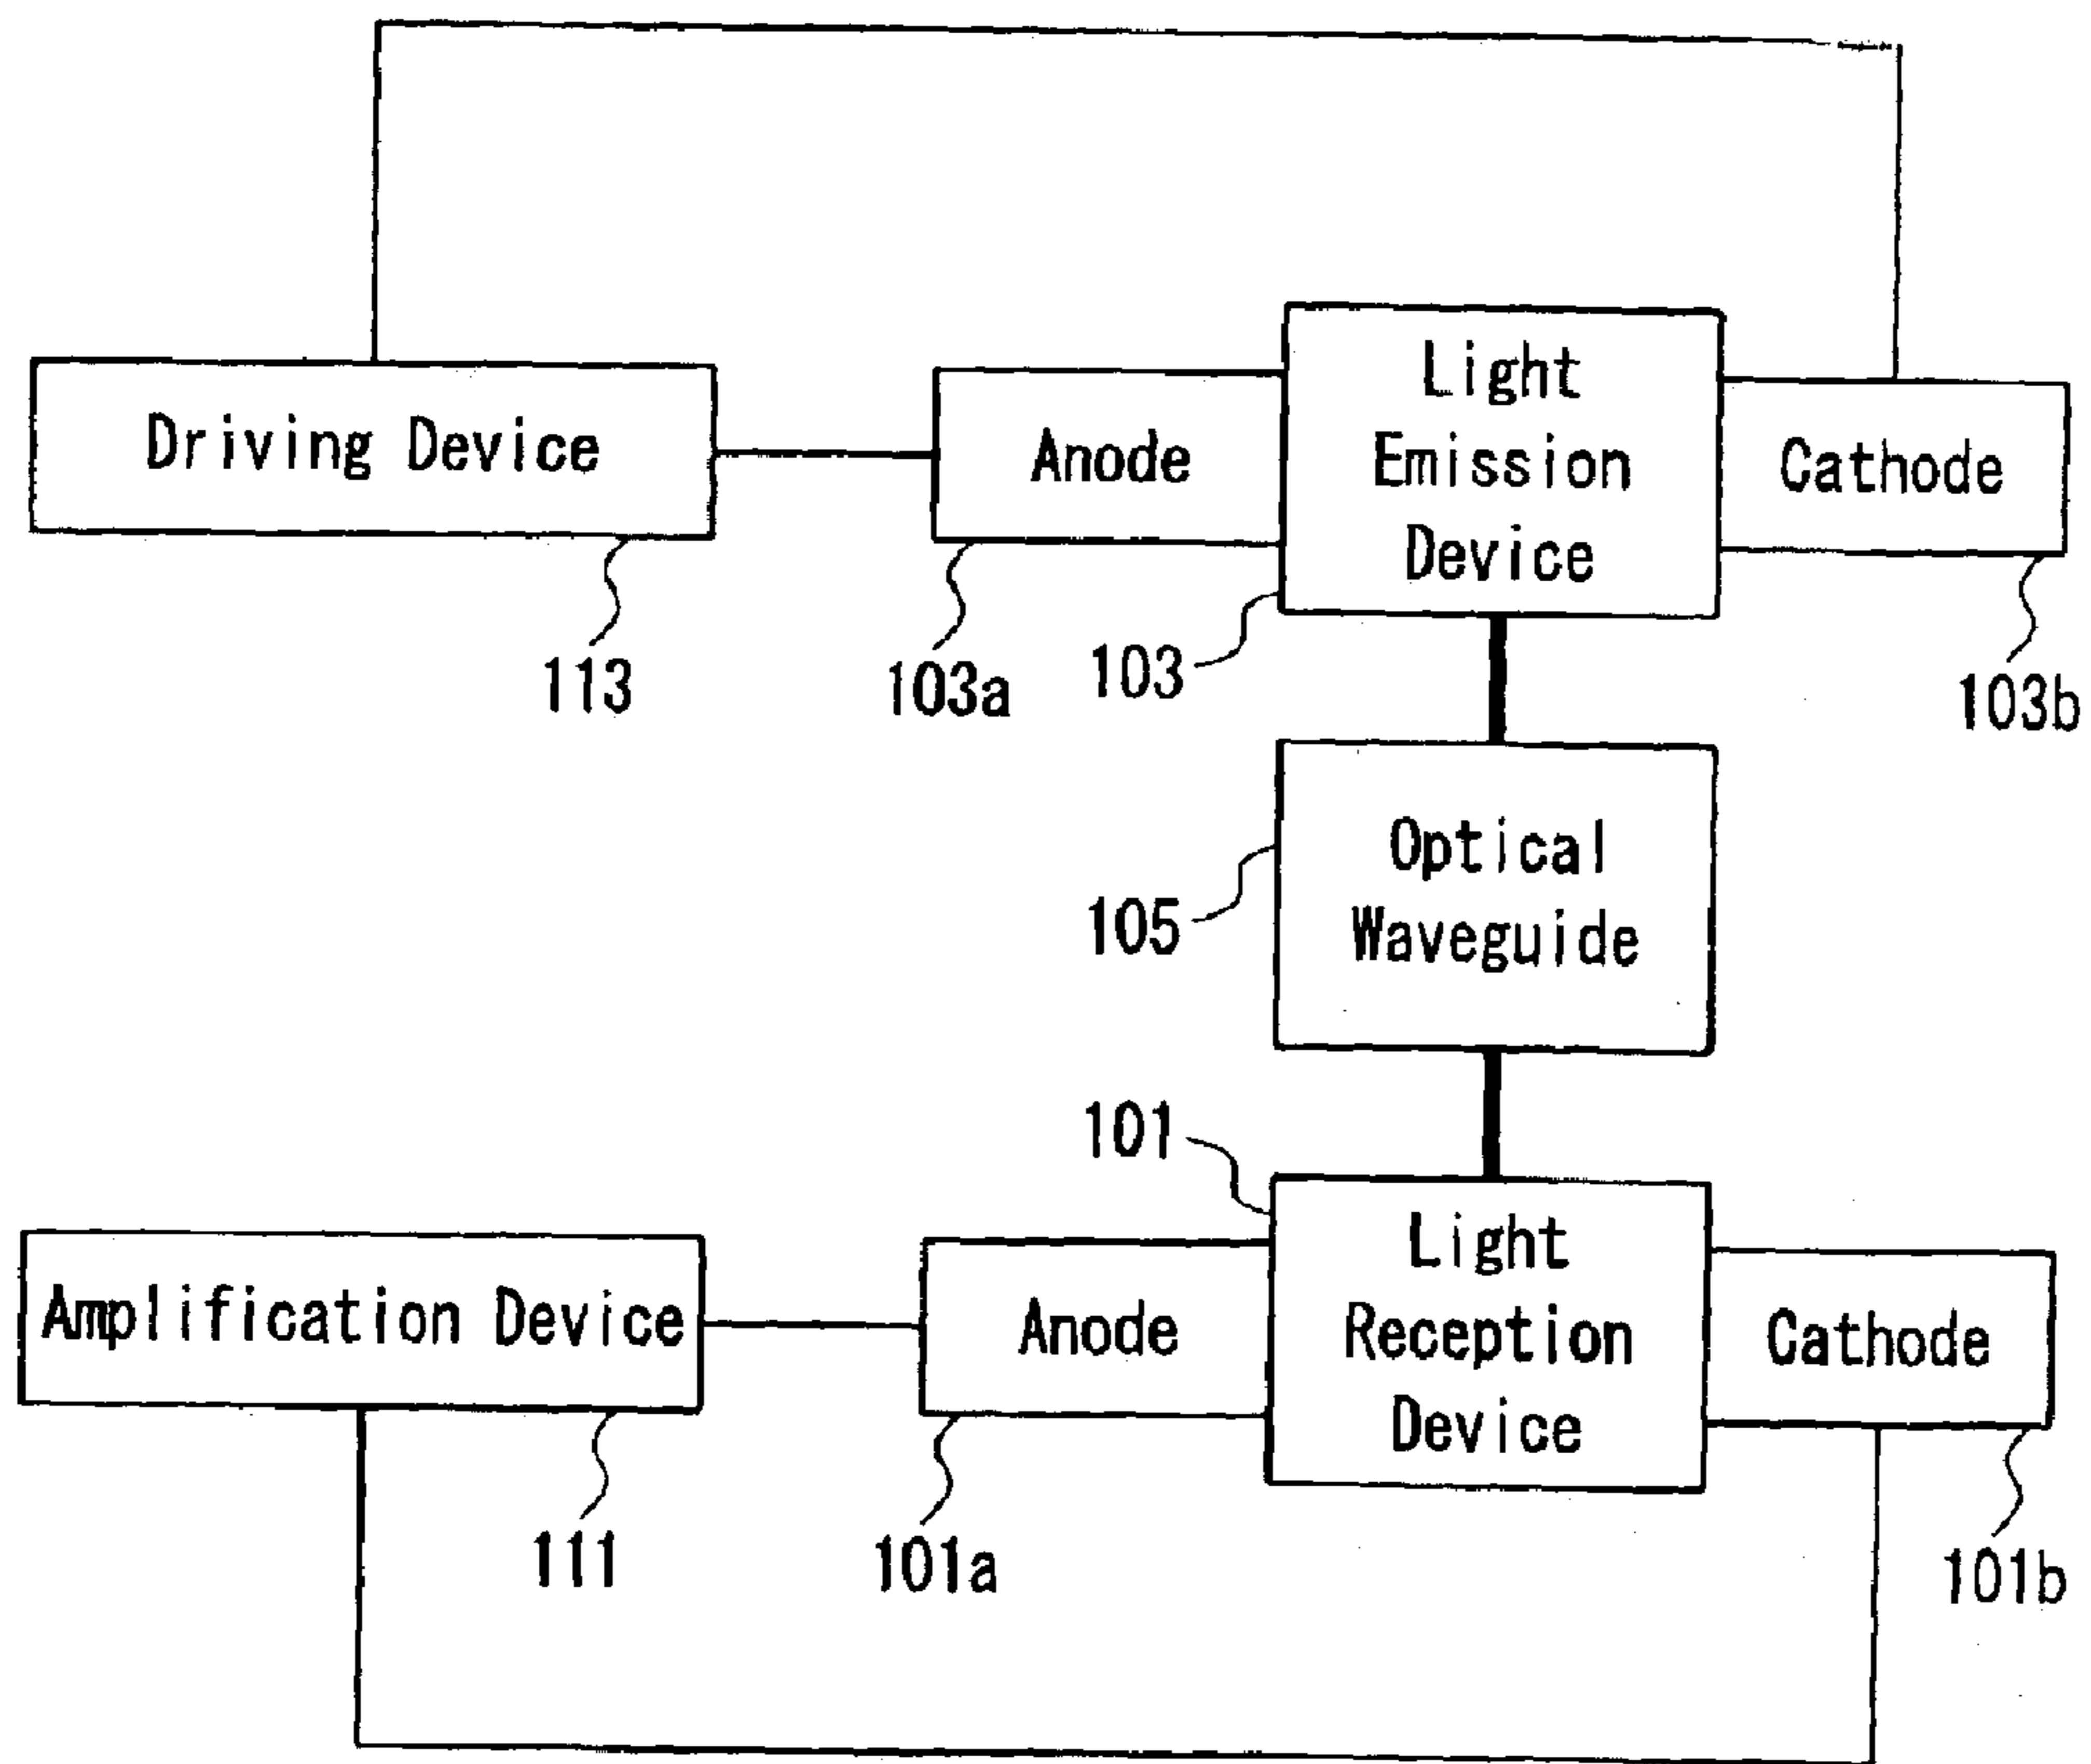 Driving Device
Anode
Light
Emission
Device
Cathode
113
103a
103
103b
Optical
Waveguide
105
101
Amplification Device
Anode
Light
Reception
Device
Cathode
111
101a
101b